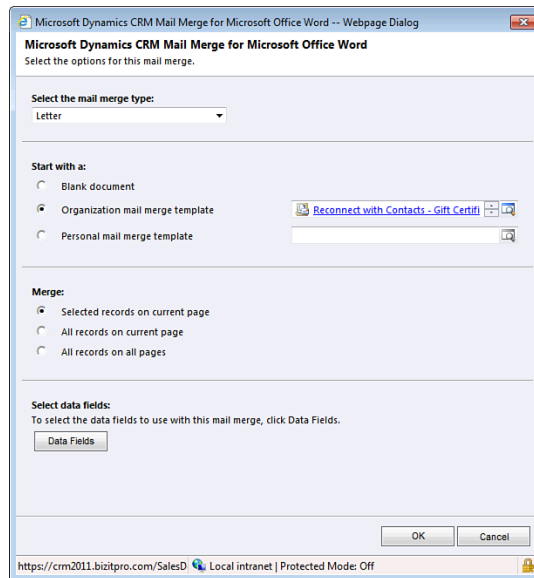 Microsoft Dynamics CRM Mail Merge for Microsoft Office Word -- Webpage Dialog
Microsoft Dynamics CRM Mail Merge for Microsoft Office Word
Select the options for this mail merge.
Select the mail merge type:
Letter
Start with a:
Blank document
Organization mail merge template Reconnect with Contacts - Gift Certifi
Personal mail merge template
Merge:
Selected records on current page
All records on current page
All records on all pages
Select data fields:
To select the data fields to use with this mail merge, click Data Fields.
Data Fields
OK Cancel
https://crm2011.bizitpro.com/SalesD Local intranet | Protected Mode: Off